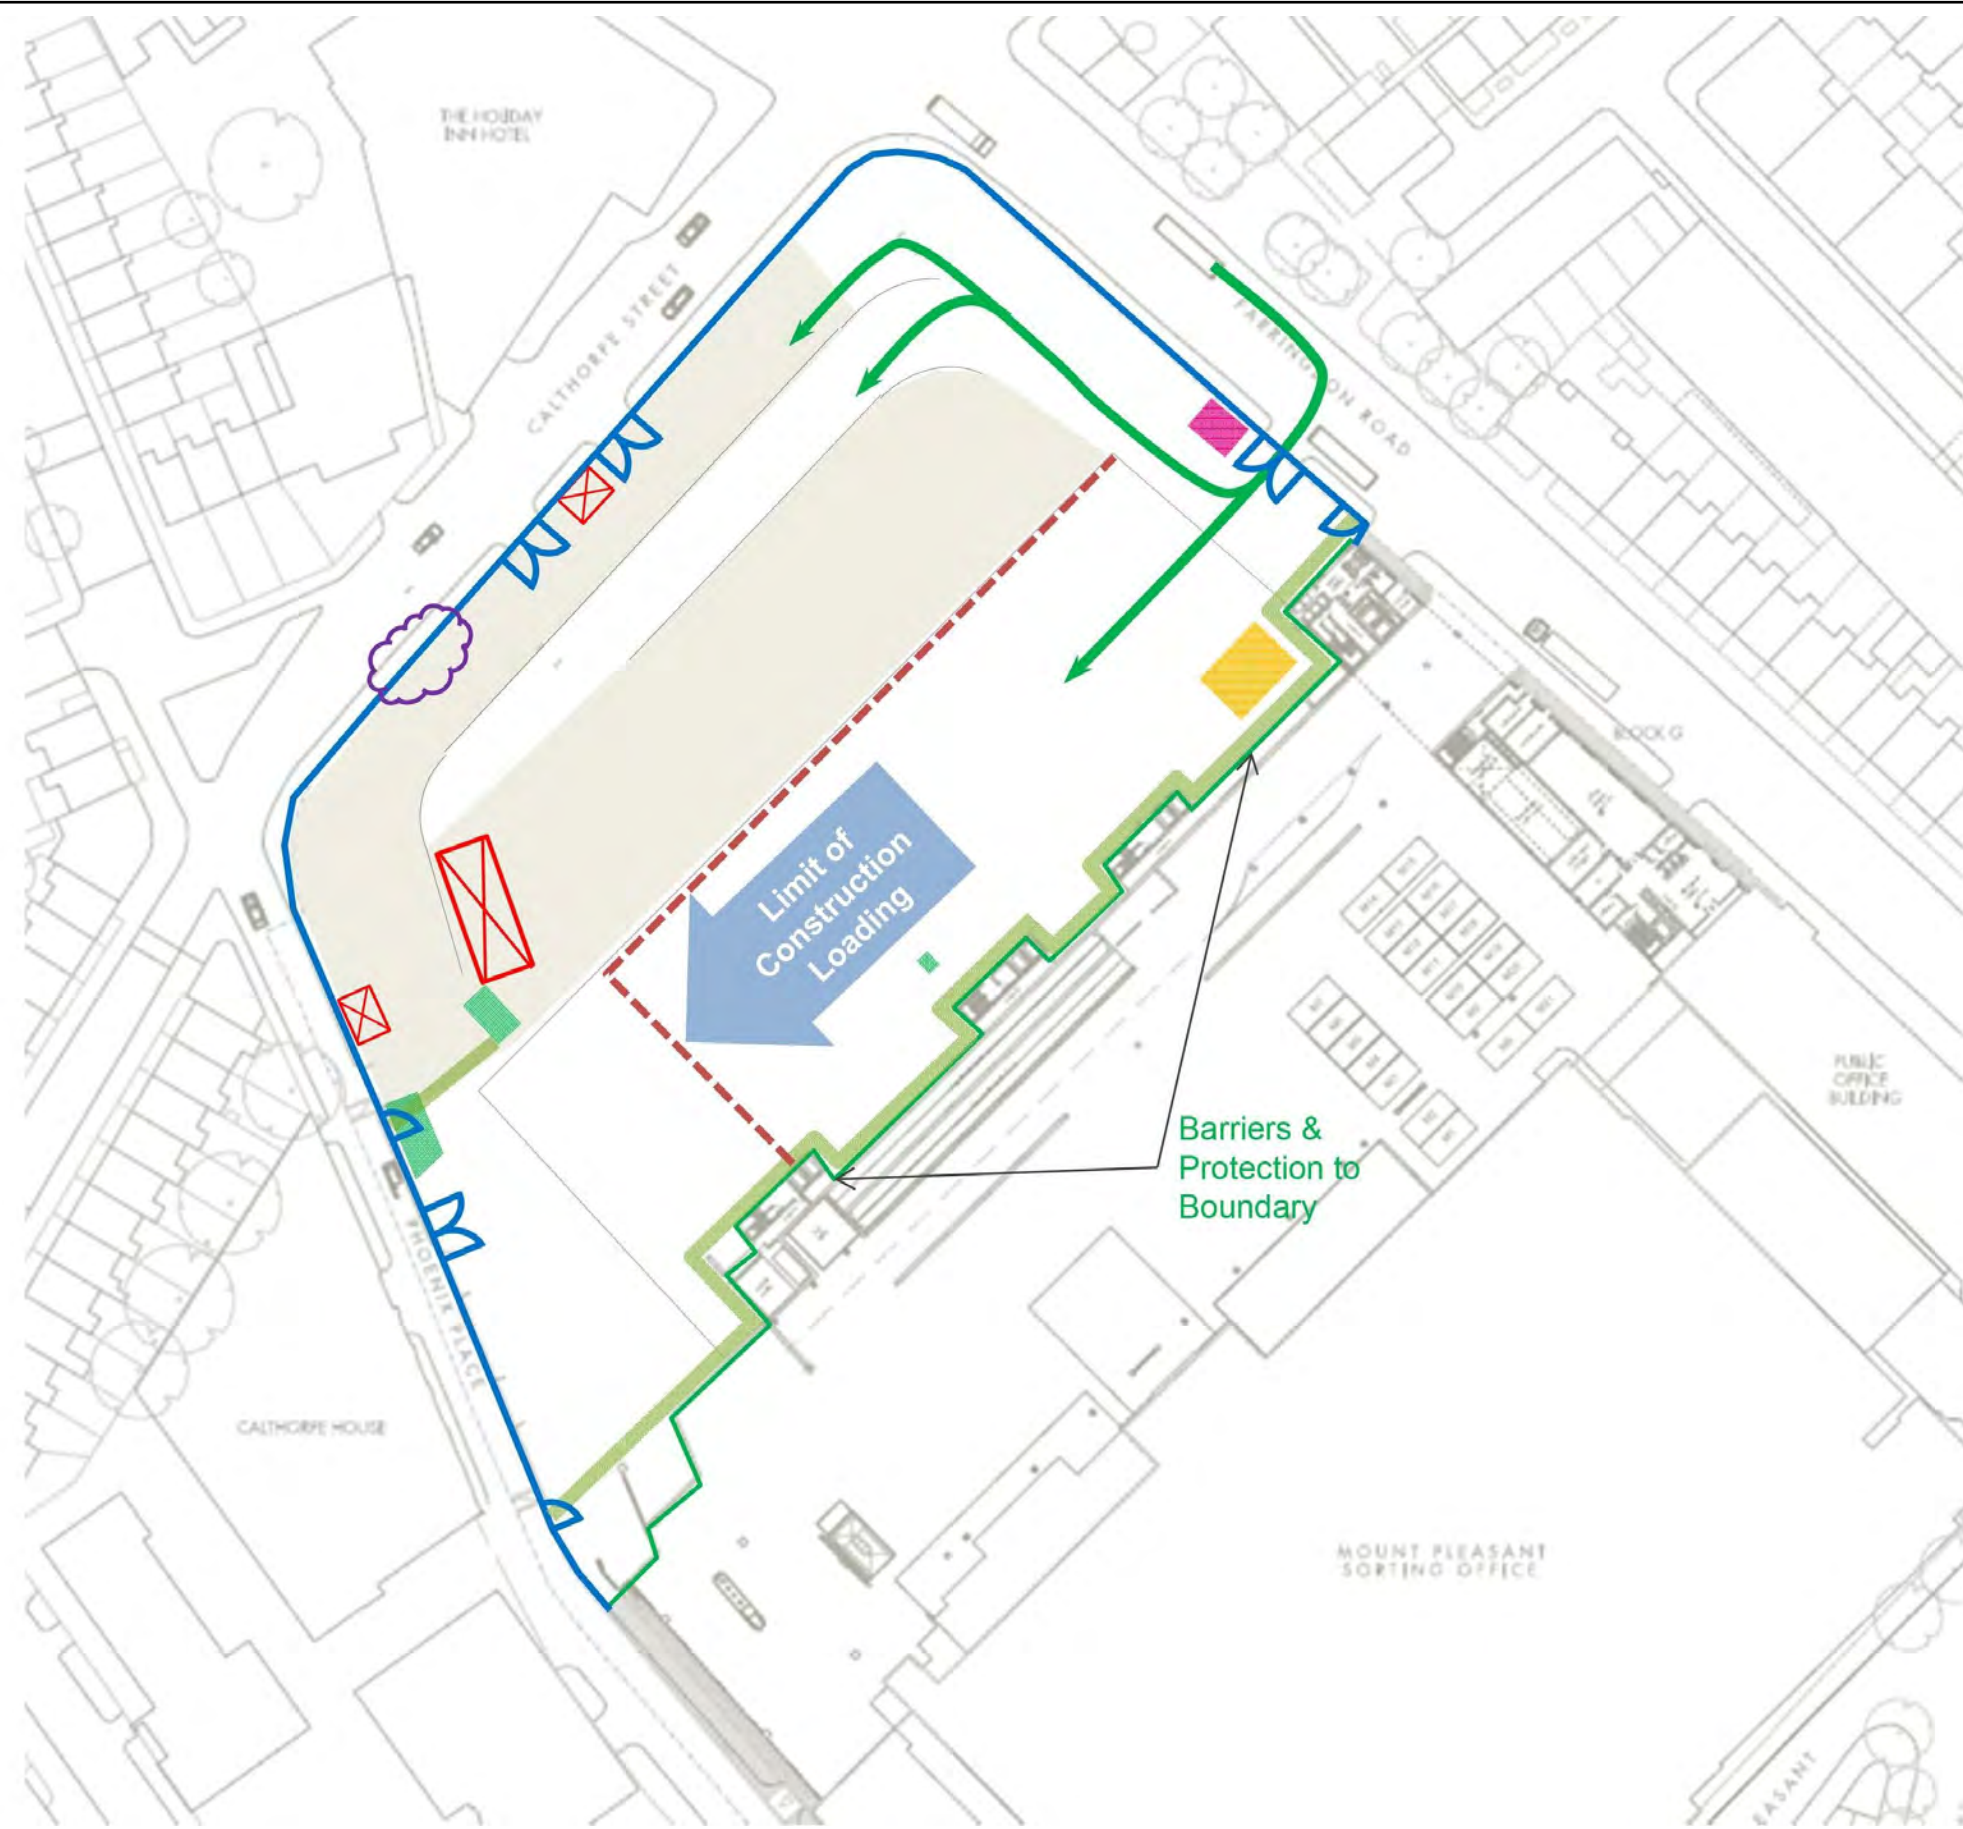 THE HOLIDAY
INN HOTEL
CALTHORPE STREET
FARRINGDON ROAD
BLOCK G
Limit of
Construction
Loading
PUBLIC
OFFICE
BUILDING
Barriers &
Protection to
Boundary
PHOENIX PLACE
CALTHORPE HOUSE
MOUNT PLEASANT
SORTING OFFICE
EASANT